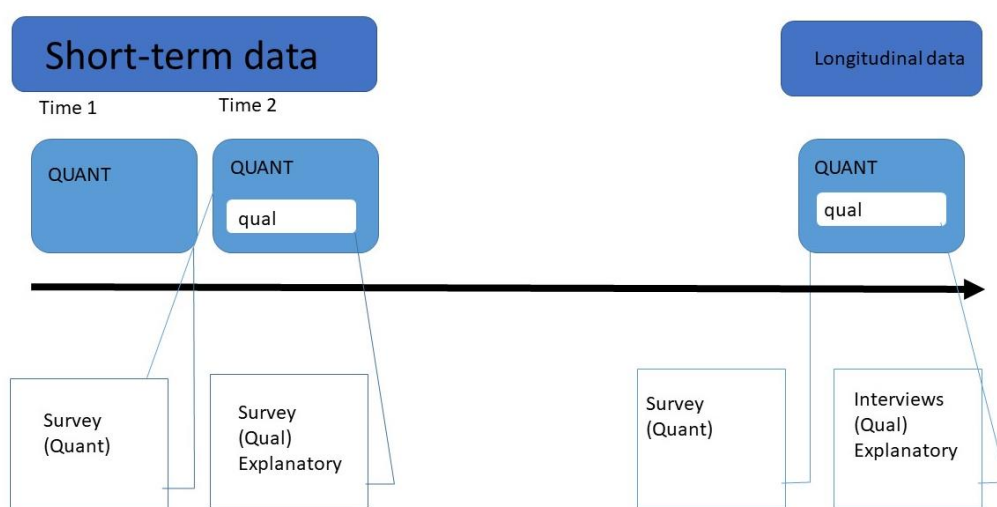 Short-term data
Longitudinal data
Time 1
Time 2
QUANT
QUANT
qual
QUANT
qual
Survey
(Quant)
Survey
(Qual)
Explanatory
Survey
(Quant)
Interviews
(Qual)
Explanatory